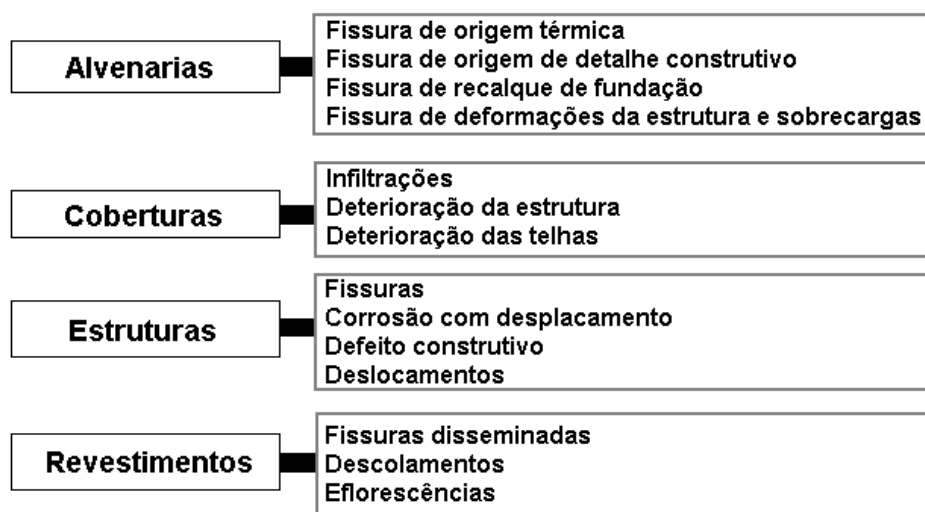 Alvenarias
Fissura de origem térmica
Fissura de origem de detalhe construtivo
Fissura de recalque de fundação
Fissura de deformações da estrutura e sobrecargas
Coberturas
Infiltrações
Deterioração da estrutura
Deterioração das telhas
Estruturas
Fissuras
Corrosão com desplacamento
Defeito construtivo
Deslocamentos
Revestimentos
Fissuras disseminadas
Descolamentos
Eflorescências